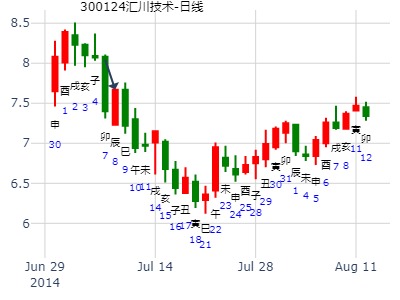 300124汇川技术-日线
8.5
8
7.5
7
6.5
6
申
30
酉
1
戌
2
亥
3
子
4
卯
7
辰
8
巳
9
午
10
未
11
申
14
戌
15
亥
16
子
17
丑
18
寅
21
巳
22
午
23
未
24
申
25
酉
28
子
29
丑
30
寅
31
卯
1
辰
4
未
5
申
6
酉
7
戌
8
亥
11
寅
12
卯
Jun 29
2014
Jul 14
Jul 28
Aug 11